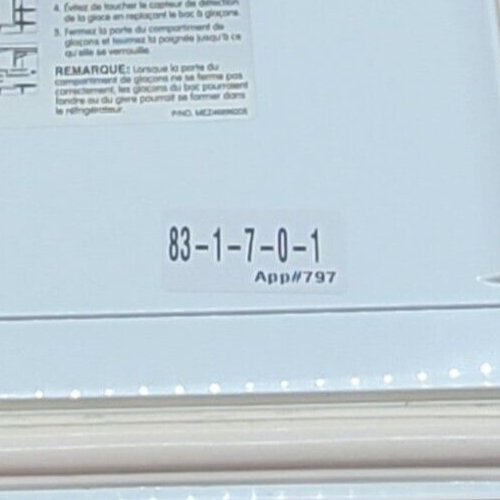 4. Évitez de toucher le capteur de détection
de la glace en replaçant le bac à glaçons.
5. Fermez la porte du compartiment de
glaçons et tournez la poignée jusqu'à ce
qu'elle se verrouille.
REMARQUE: Lorsque la porte du
compartiment de glaçons ne se ferme pas
correctement, les glaçons du bac pourraient
fondre ou du givre pourrait se former dans
le réfrigérateur.
P/NO.
83-1-7-0-1
App#797